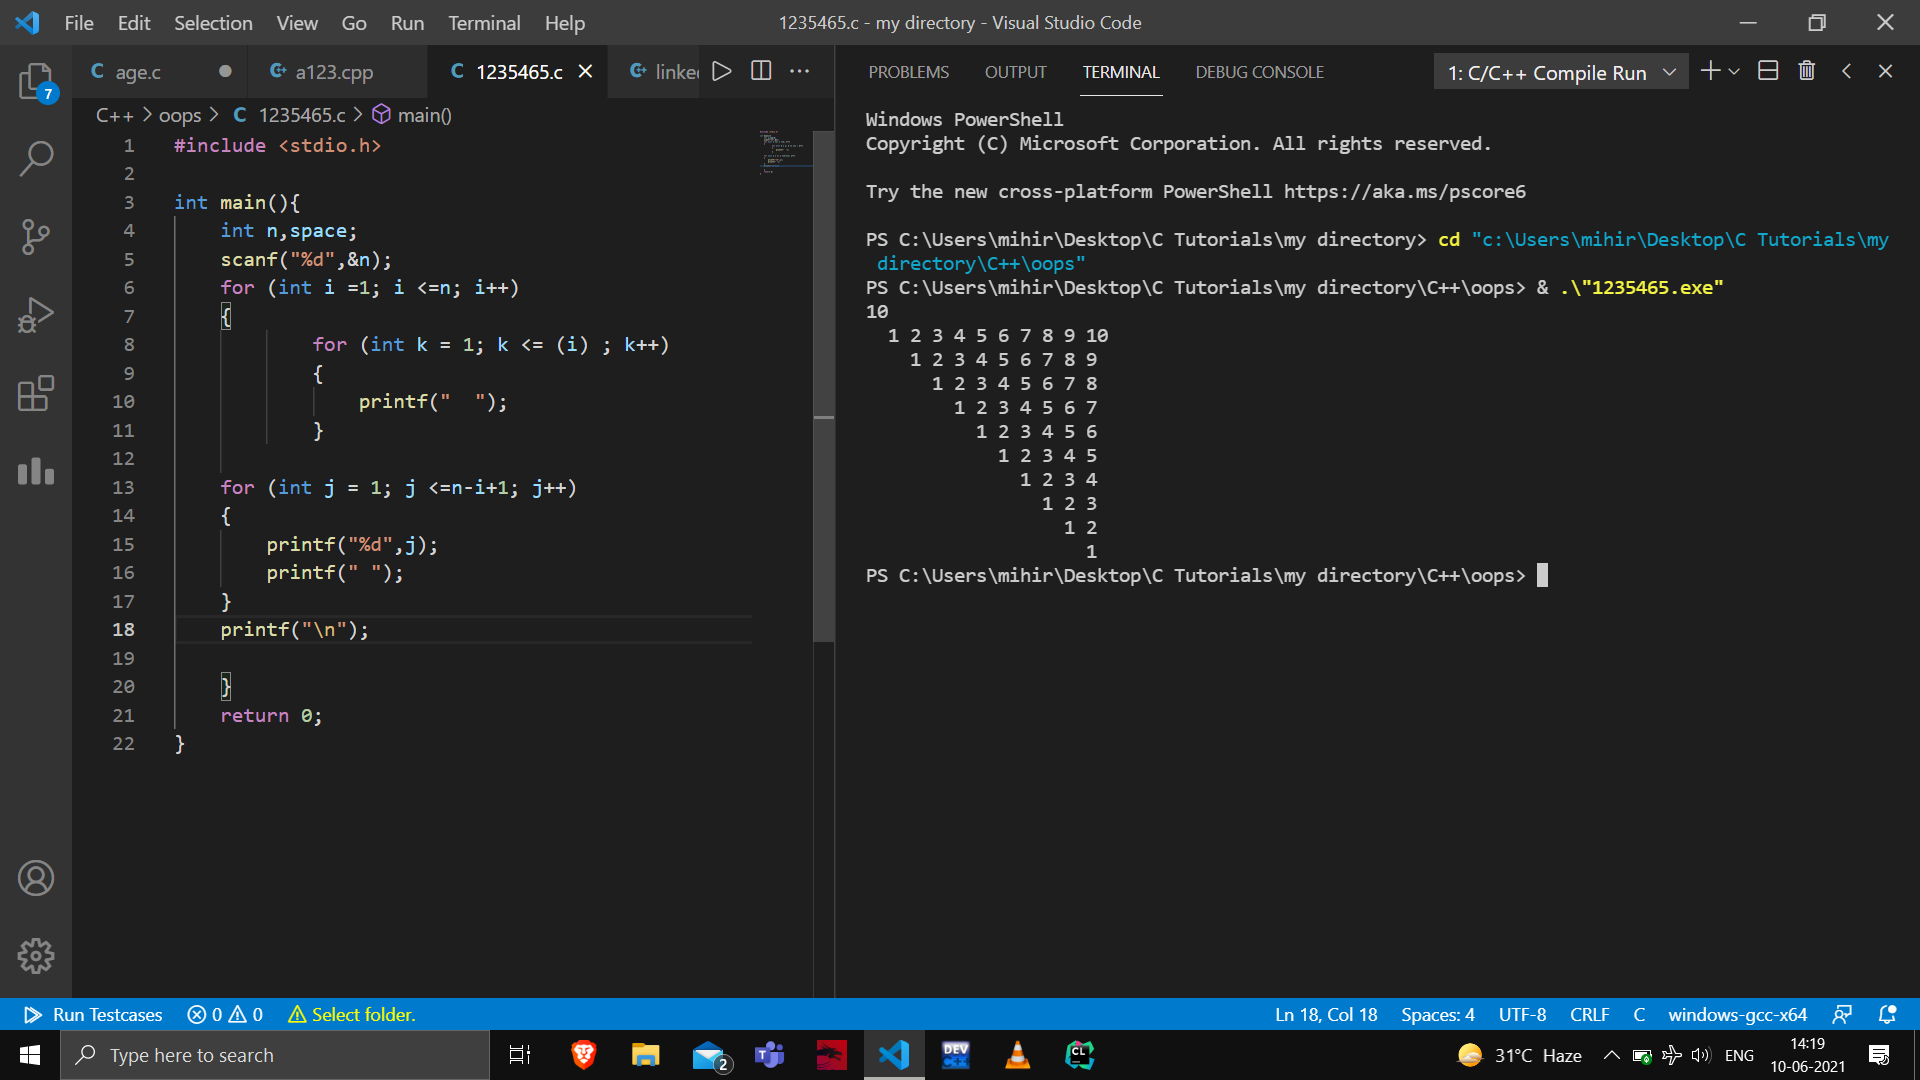 File Edit Selection View Go Run Terminal Help
1235465.c - my directory - Visual Studio Code
age.c
a123.cpp
1235465.c
linke
C++ > oops > C 1235465.c > main()
1 #include <stdio.h>
2
3 int main(){
4 int n,space;
5 scanf("%d",&n);
6 for (int i =1; i <=n; i++)
7 {
8 for (int k = 1; k <= (i) ; k++)
9 {
10 printf("  ");
11 }
12
13 for (int j = 1; j <=n-i+1; j++)
14 {
15 printf("%d",j);
16 printf(" ");
17 }
18 printf("\n");
19
20 }
21 return 0;
22 }
PROBLEMS OUTPUT TERMINAL DEBUG CONSOLE
1: C/C++ Compile Run
Windows PowerShell
Copyright (C) Microsoft Corporation. All rights reserved.
Try the new cross-platform PowerShell https://aka.ms/pscore6
PS C:\Users\mihir\Desktop\C Tutorials\my directory> cd "c:\Users\mihir\Desktop\C Tutorials\my
directory\C++\oops"
PS C:\Users\mihir\Desktop\C Tutorials\my directory\C++\oops> & .\"1235465.exe"
10
1 2 3 4 5 6 7 8 9 10
1 2 3 4 5 6 7 8 9
1 2 3 4 5 6 7 8
1 2 3 4 5 6 7
1 2 3 4 5 6
1 2 3 4 5
1 2 3 4
1 2 3
1 2
1
PS C:\Users\mihir\Desktop\C Tutorials\my directory\C++\oops>
7
Run Testcases 0 0 Select folder.
Ln 18, Col 18 Spaces: 4 UTF-8 CRLF C windows-gcc-x64
Type here to search
2
T
DEV C++
CL
31°C Haze
ENG
14:19
10-06-2021